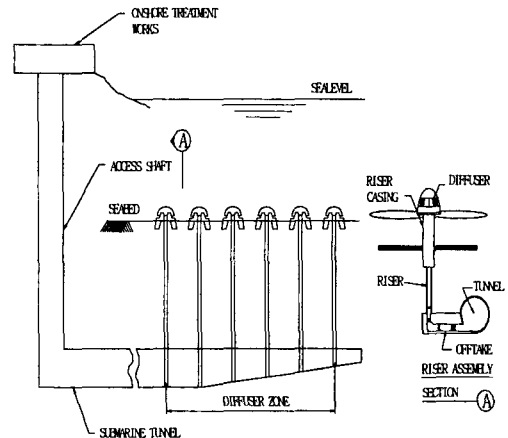 ONSHORE TREATMENT
WORKS
SEALEVEL
A
ACCESS SHAFT
SEABED
RISER
CASING
DIFFUSER
RISER
TUNNEL
OFFTAKE
RISER ASSEMBLY
SECTION A
DIFFUSER ZONE
SUBMARINE TUNNEL